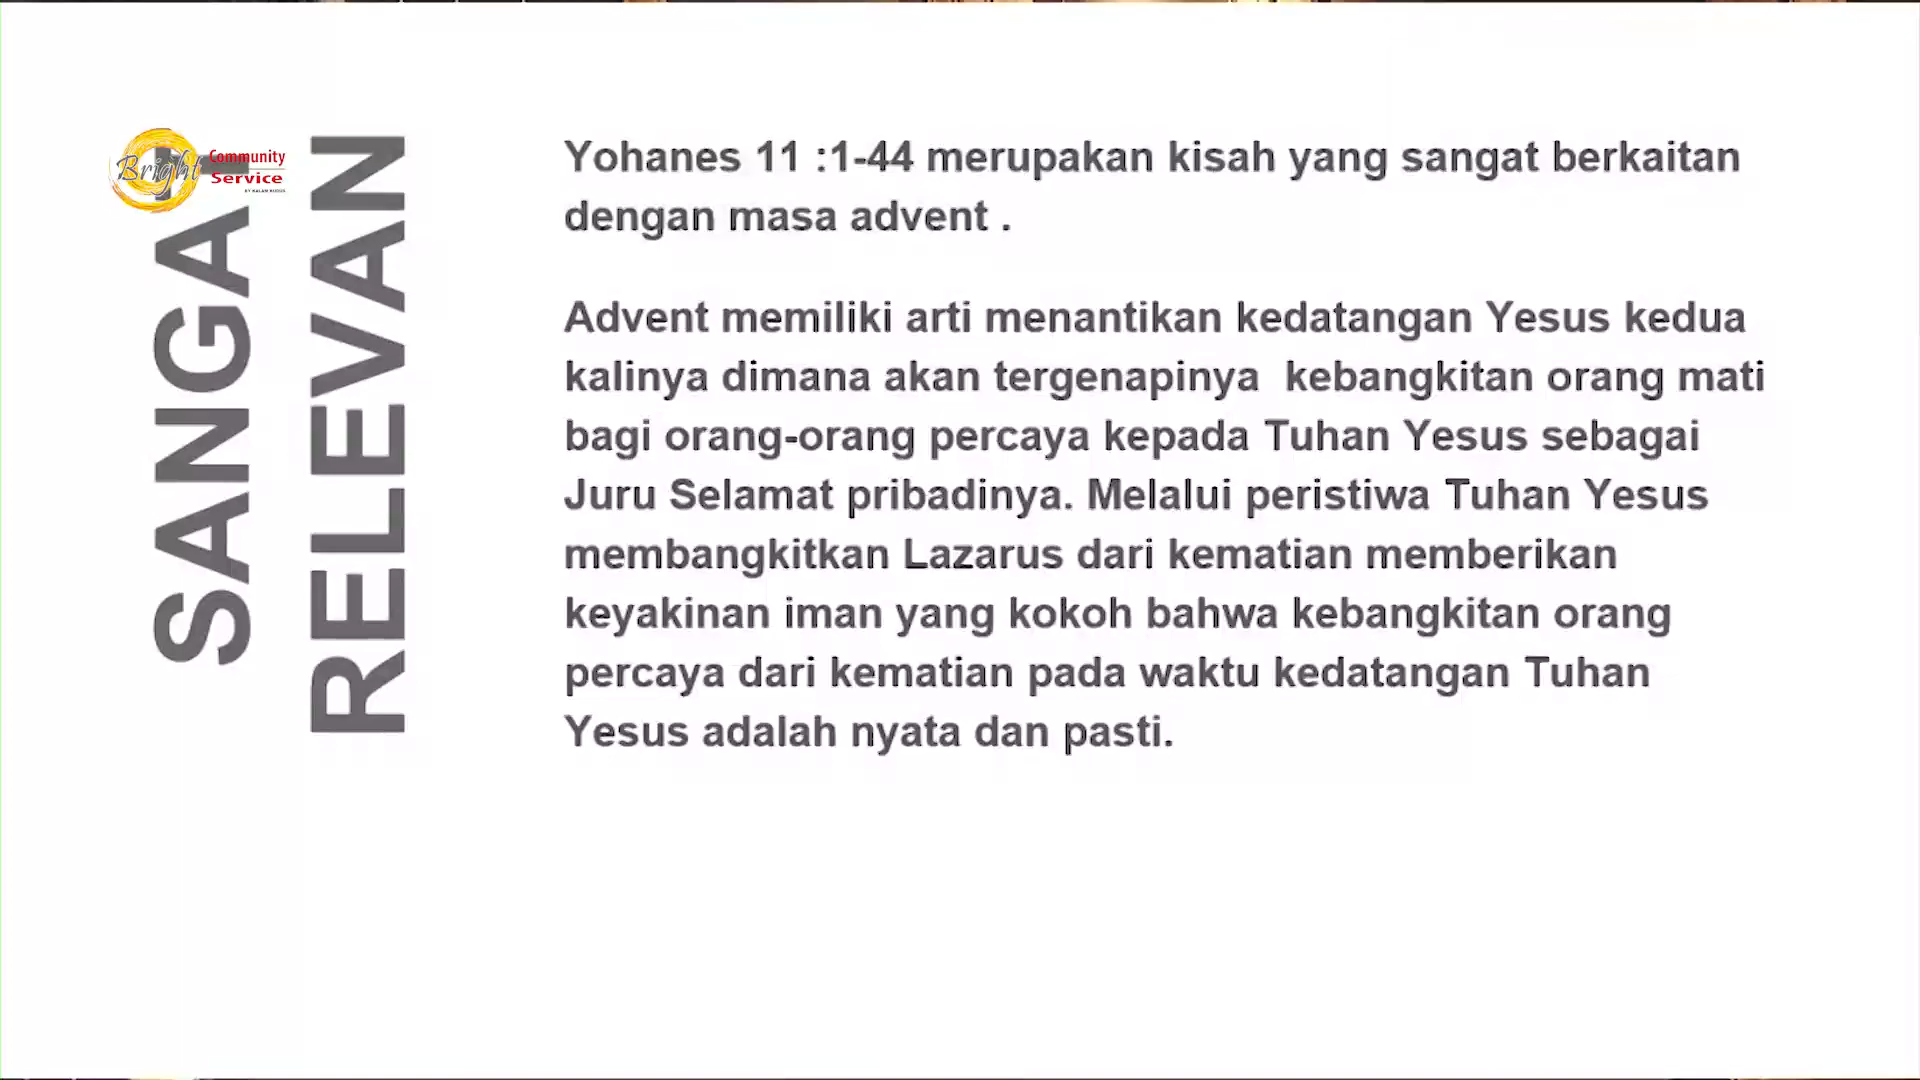 Bright Community
Service
BY KALAM KUDUS
SANGAT
RELEVAN
Yohanes 11 :1-44 merupakan kisah yang sangat berkaitan
dengan masa advent .
Advent memiliki arti menantikan kedatangan Yesus kedua
kalinya dimana akan tergenapinya  kebangkitan orang mati
bagi orang-orang percaya kepada Tuhan Yesus sebagai
Juru Selamat pribadinya. Melalui peristiwa Tuhan Yesus
membangkitkan Lazarus dari kematian memberikan
keyakinan iman yang kokoh bahwa kebangkitan orang
percaya dari kematian pada waktu kedatangan Tuhan
Yesus adalah nyata dan pasti.